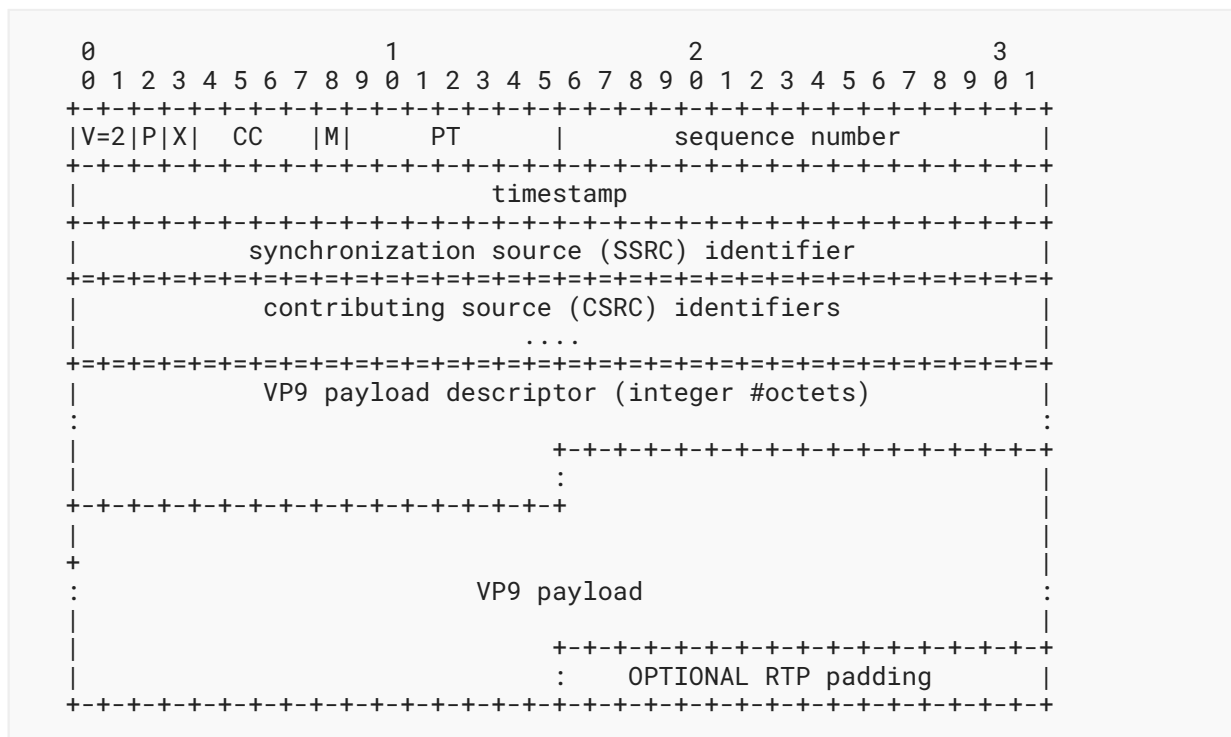 0                   1                   2                   3
 0 1 2 3 4 5 6 7 8 9 0 1 2 3 4 5 6 7 8 9 0 1 2 3 4 5 6 7 8 9 0 1
+-+-+-+-+-+-+-+-+-+-+-+-+-+-+-+-+-+-+-+-+-+-+-+-+-+-+-+-+-+-+-+-+
|V=2|P|X|  CC   |M|     PT      |       sequence number         |
+-+-+-+-+-+-+-+-+-+-+-+-+-+-+-+-+-+-+-+-+-+-+-+-+-+-+-+-+-+-+-+-+
|                           timestamp                           |
+-+-+-+-+-+-+-+-+-+-+-+-+-+-+-+-+-+-+-+-+-+-+-+-+-+-+-+-+-+-+-+-+
|           synchronization source (SSRC) identifier            |
+=+=+=+=+=+=+=+=+=+=+=+=+=+=+=+=+=+=+=+=+=+=+=+=+=+=+=+=+=+=+=+=+
|            contributing source (CSRC) identifiers             |
|                             ....                              |
+=+=+=+=+=+=+=+=+=+=+=+=+=+=+=+=+=+=+=+=+=+=+=+=+=+=+=+=+=+=+=+=+
|            VP9 payload descriptor (integer #octets)           |
:                                                               :
|                               +-+-+-+-+-+-+-+-+-+-+-+-+-+-+-+-+
|                               :                               |
+-+-+-+-+-+-+-+-+-+-+-+-+-+-+-+-+                               |
|                                                               |
+                                                               |
:                          VP9 payload                          :
|                                                               |
|                               +-+-+-+-+-+-+-+-+-+-+-+-+-+-+-+-+
|                               :    OPTIONAL RTP padding       |
+-+-+-+-+-+-+-+-+-+-+-+-+-+-+-+-+-+-+-+-+-+-+-+-+-+-+-+-+-+-+-+-+